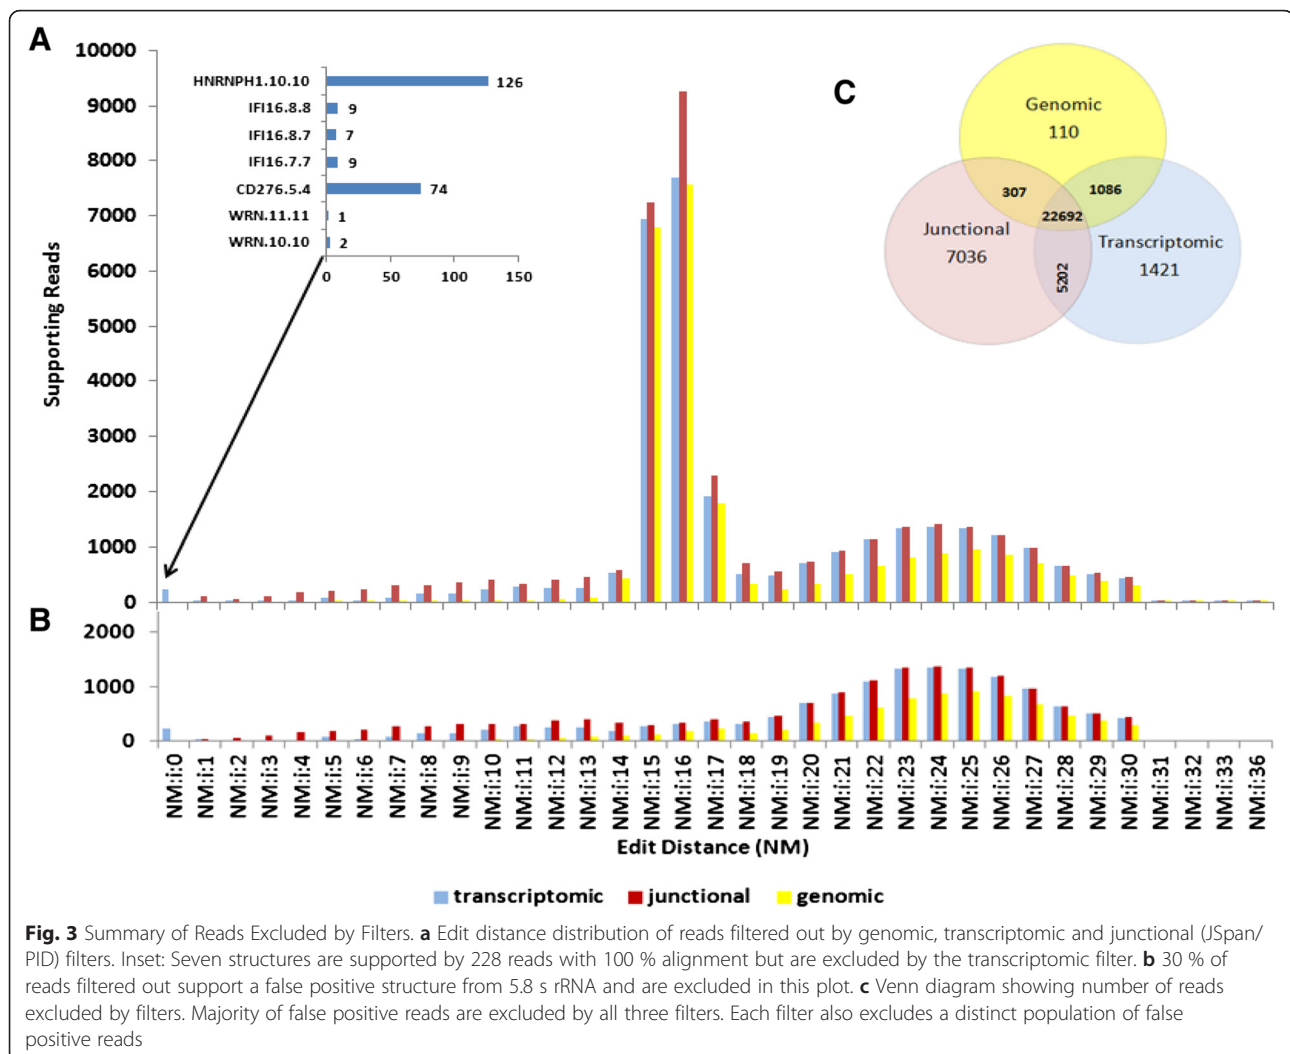 A
10000
9000
8000
7000
6000
5000
4000
3000
2000
1000
0
Supporting Reads
HNRNPH1.10.10 126
IFI16.8.8 9
IFI16.8.7 7
IFI16.7.7 9
CD276.5.4 74
WRN.11.11 1
WRN.10.10 2
0 50 100 150
C
Genomic
110
307
1086
22692
Junctional
7036
Transcriptomic
1421
5202
B
2000
1000
0
NM:i:0
NM:i:1
NM:i:2
NM:i:3
NM:i:4
NM:i:5
NM:i:6
NM:i:7
NM:i:8
NM:i:9
NM:i:10
NM:i:11
NM:i:12
NM:i:13
NM:i:14
NM:i:15
NM:i:16
NM:i:17
NM:i:18
NM:i:19
NM:i:20
NM:i:21
NM:i:22
NM:i:23
NM:i:24
NM:i:25
NM:i:26
NM:i:27
NM:i:28
NM:i:29
NM:i:30
NM:i:31
NM:i:32
NM:i:33
NM:i:36
Edit Distance (NM)
transcriptomic junctional genomic
Fig. 3 Summary of Reads Excluded by Filters. a Edit distance distribution of reads filtered out by genomic, transcriptomic and junctional (JSpan/
PID) filters. Inset: Seven structures are supported by 228 reads with 100 % alignment but are excluded by the transcriptomic filter. b 30 % of
reads filtered out support a false positive structure from 5.8 s rRNA and are excluded in this plot. c Venn diagram showing number of reads
excluded by filters. Majority of false positive reads are excluded by all three filters. Each filter also excludes a distinct population of false
positive reads